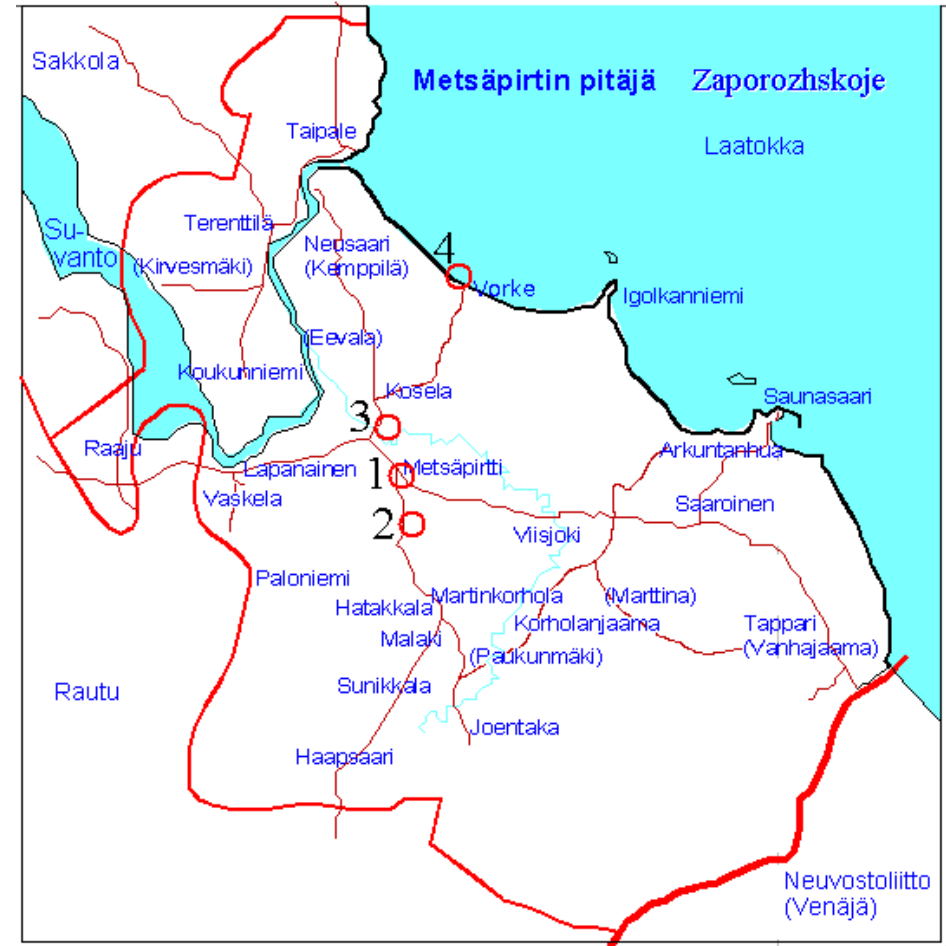 Sakkola
Metsäpirtin pitäjä
Zaporozhskoje
Taipale
Laatokka
Terenttilä
Su-
vanto
(Kirvesmäki)
Neusaari
(Kemppilä)
4
Vorke
Igolkanniemi
(Eevala)
Koukunniemi
Kosela
Saunasaari
3
Raaju
Lapanainen
Metsäpirtti
Arkuntanhua
1
Vaskela
Saaroinen
2
Viisjoki
Paloniemi
Hatakkala
Martinkorhola
(Marttina)
Malaki
Korholanjaama
Tappari
(Vanhajaama)
(Paukunmäki)
Rautu
Sunikkala
Joentaka
Haapsaari
Neuvostoliitto
(Venäjä)